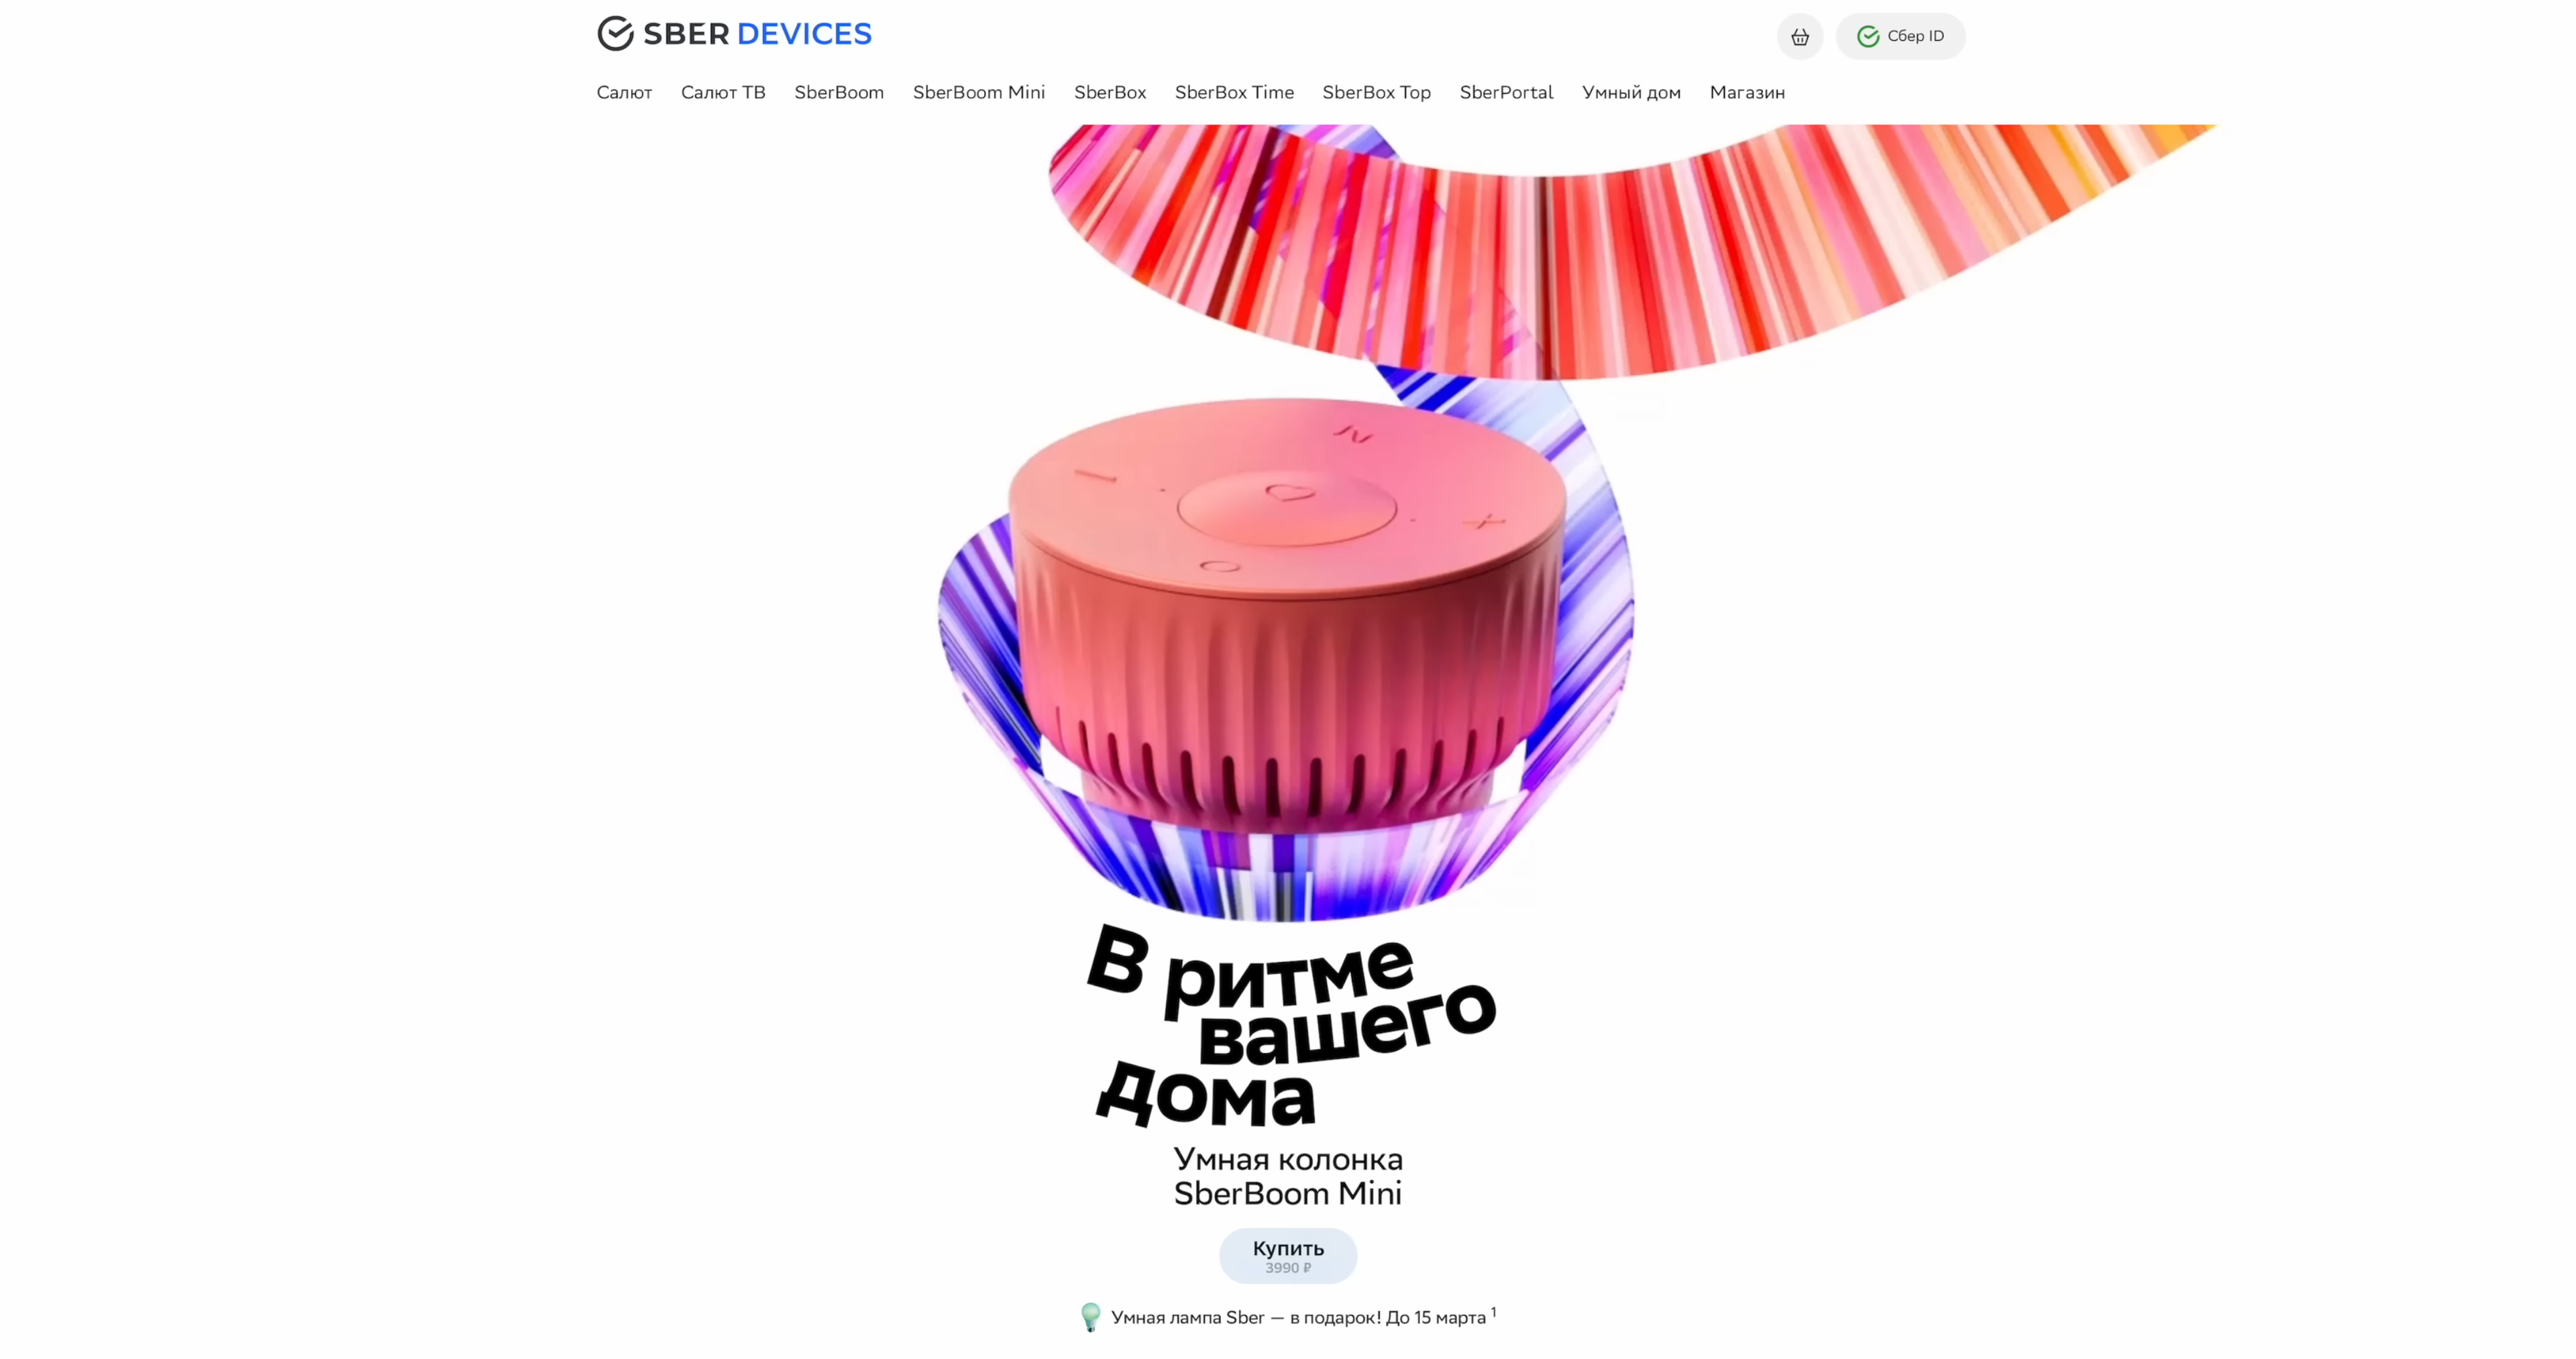 SBER DEVICES
Сбер ID
Салют Салют ТВ SberBoom SberBoom Mini SberBox SberBox Time SberBox Top SberPortal Умный дом Магазин
В ритме
вашего
дома
Умная колонка
SberBoom Mini
Купить
3990 ₽
Умная лампа Sber — в подарок! До 15 марта ¹